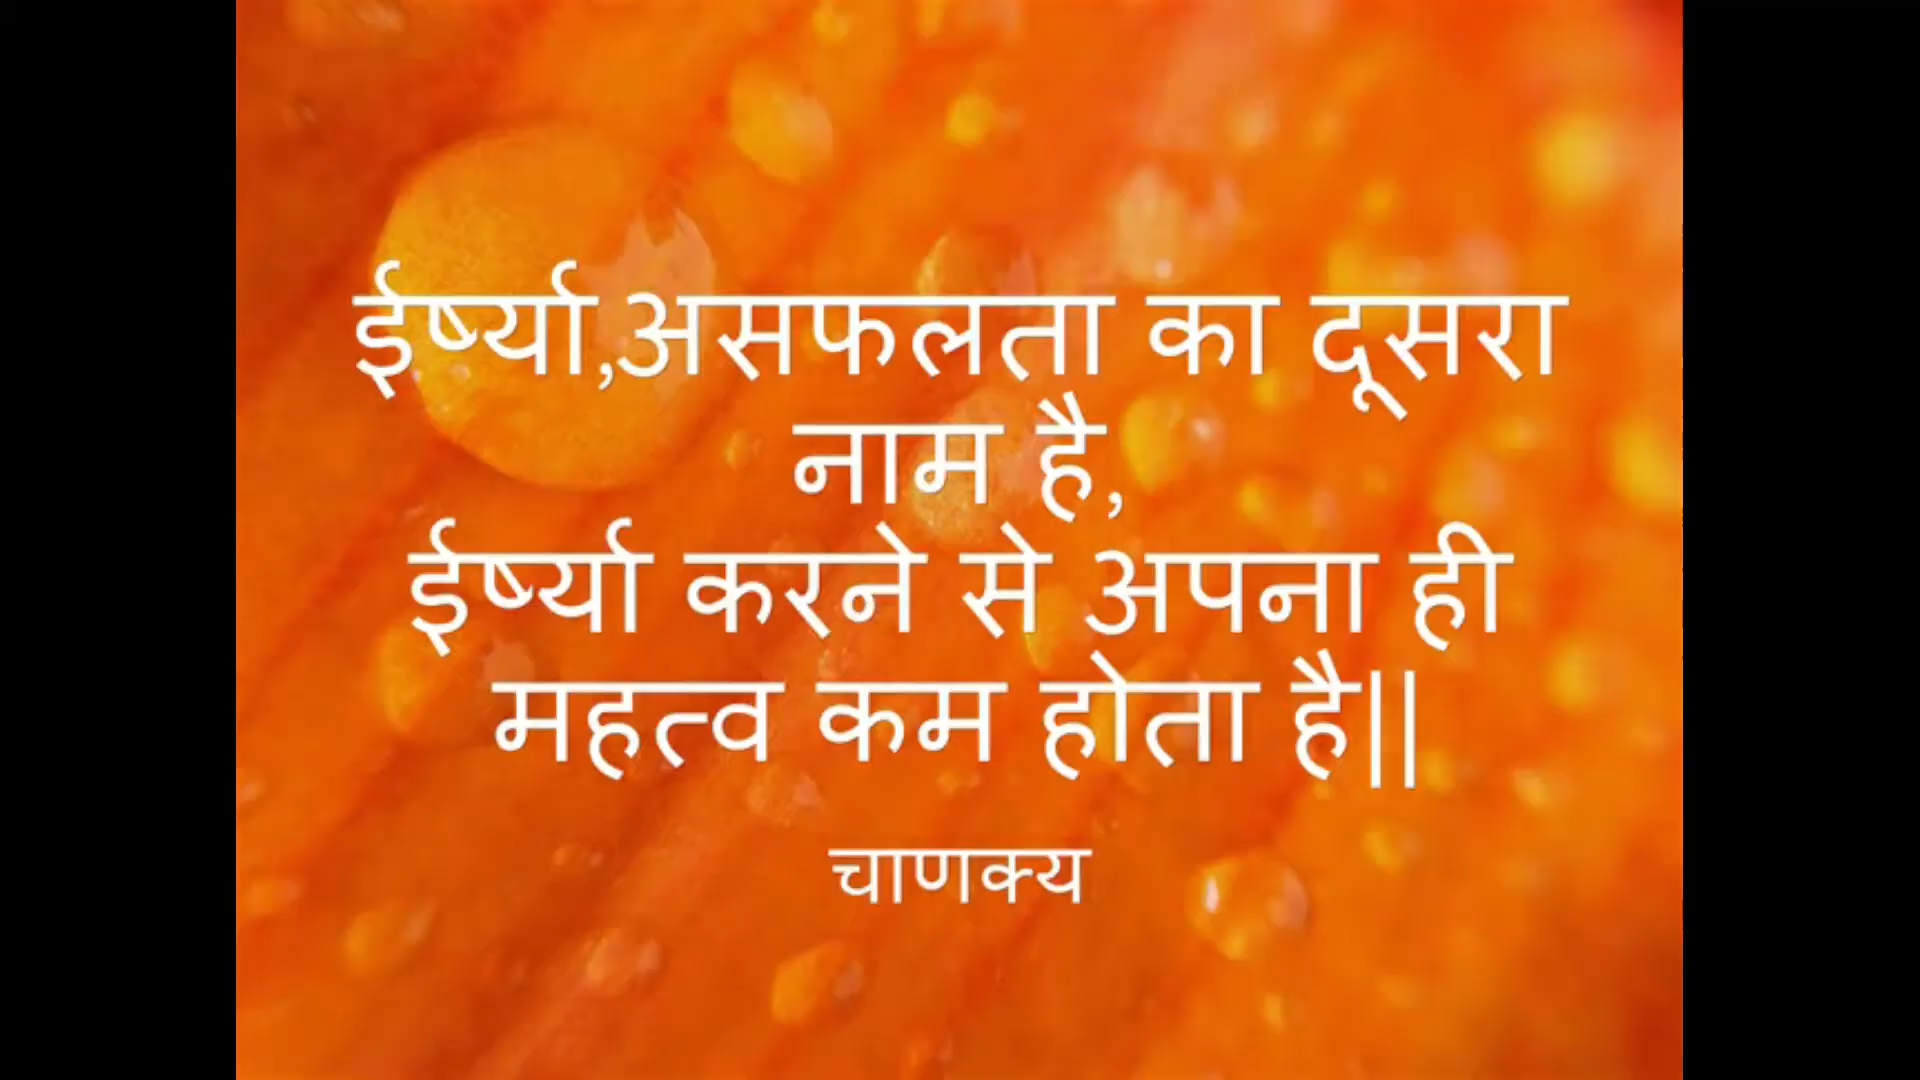 ईर्ष्या,असफलता का दूसरा
नाम है,
ईर्ष्या करने से अपना ही
महत्व कम होता है||
चाणक्य